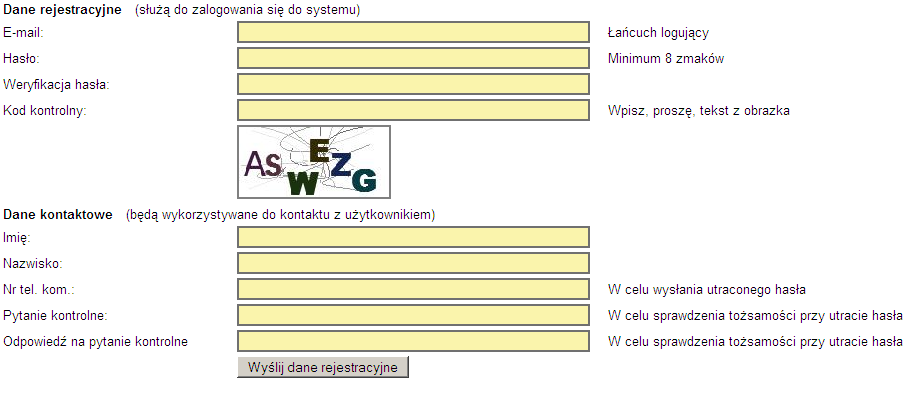 Dane rejestracyjne (służą do zalogowania się do systemu)
E-mail: Łańcuch logujący
Hasło: Minimum 8 zmaków
Weryfikacja hasła:
Kod kontrolny: Wpisz, proszę, tekst z obrazka
AsWEZG
Dane kontaktowe (będą wykorzystywane do kontaktu z użytkownikiem)
Imię:
Nazwisko:
Nr tel. kom.: W celu wysłania utraconego hasła
Pytanie kontrolne: W celu sprawdzenia tożsamości przy utracie hasła
Odpowiedź na pytanie kontrolne W celu sprawdzenia tożsamości przy utracie hasła
Wyślij dane rejestracyjne